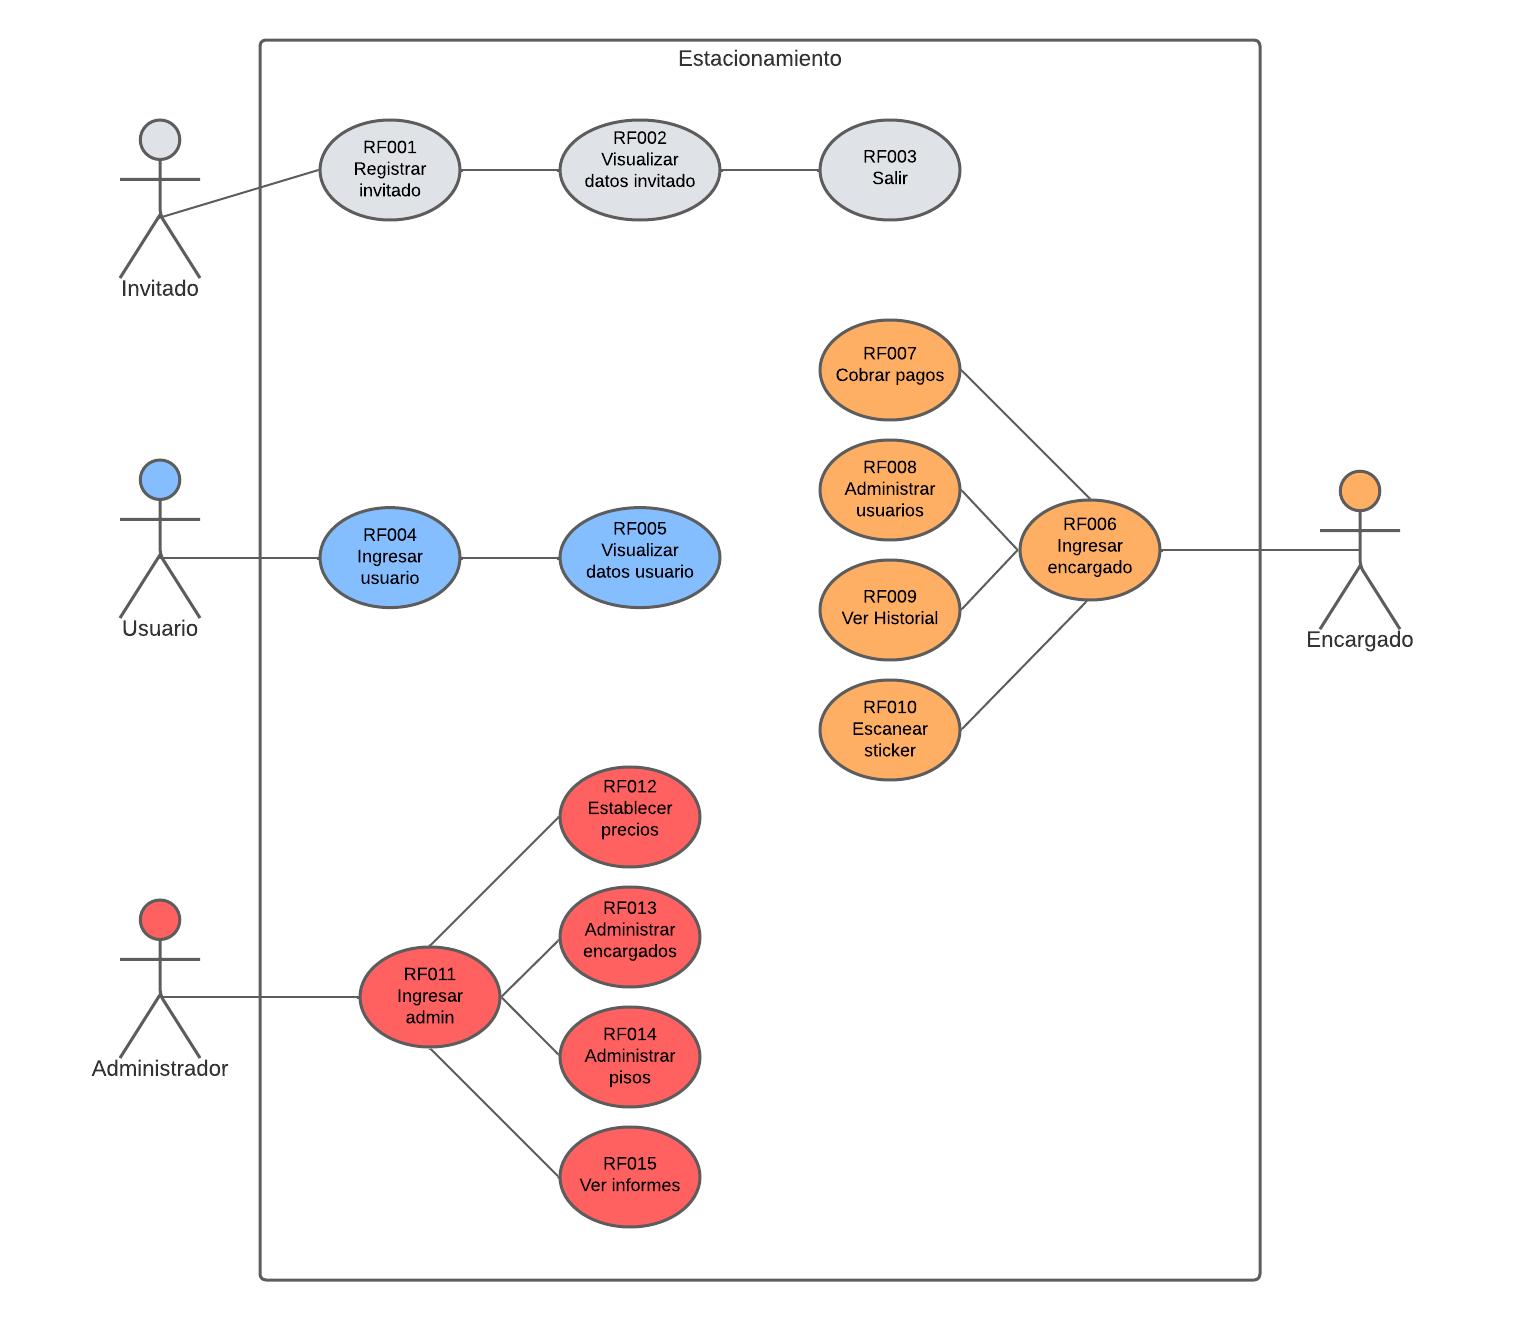 Estacionamiento
RF001
Registrar
invitado
RF002
Visualizar
datos invitado
RF003
Salir
Invitado
RF007
Cobrar pagos
RF008
Administrar
usuarios
RF004
Ingresar
usuario
RF005
Visualizar
datos usuario
RF006
Ingresar
encargado
RF009
Ver Historial
Usuario
Encargado
RF010
Escanear
sticker
RF012
Establecer
precios
RF013
Administrar
encargados
RF011
Ingresar
admin
RF014
Administrar
pisos
Administrador
RF015
Ver informes